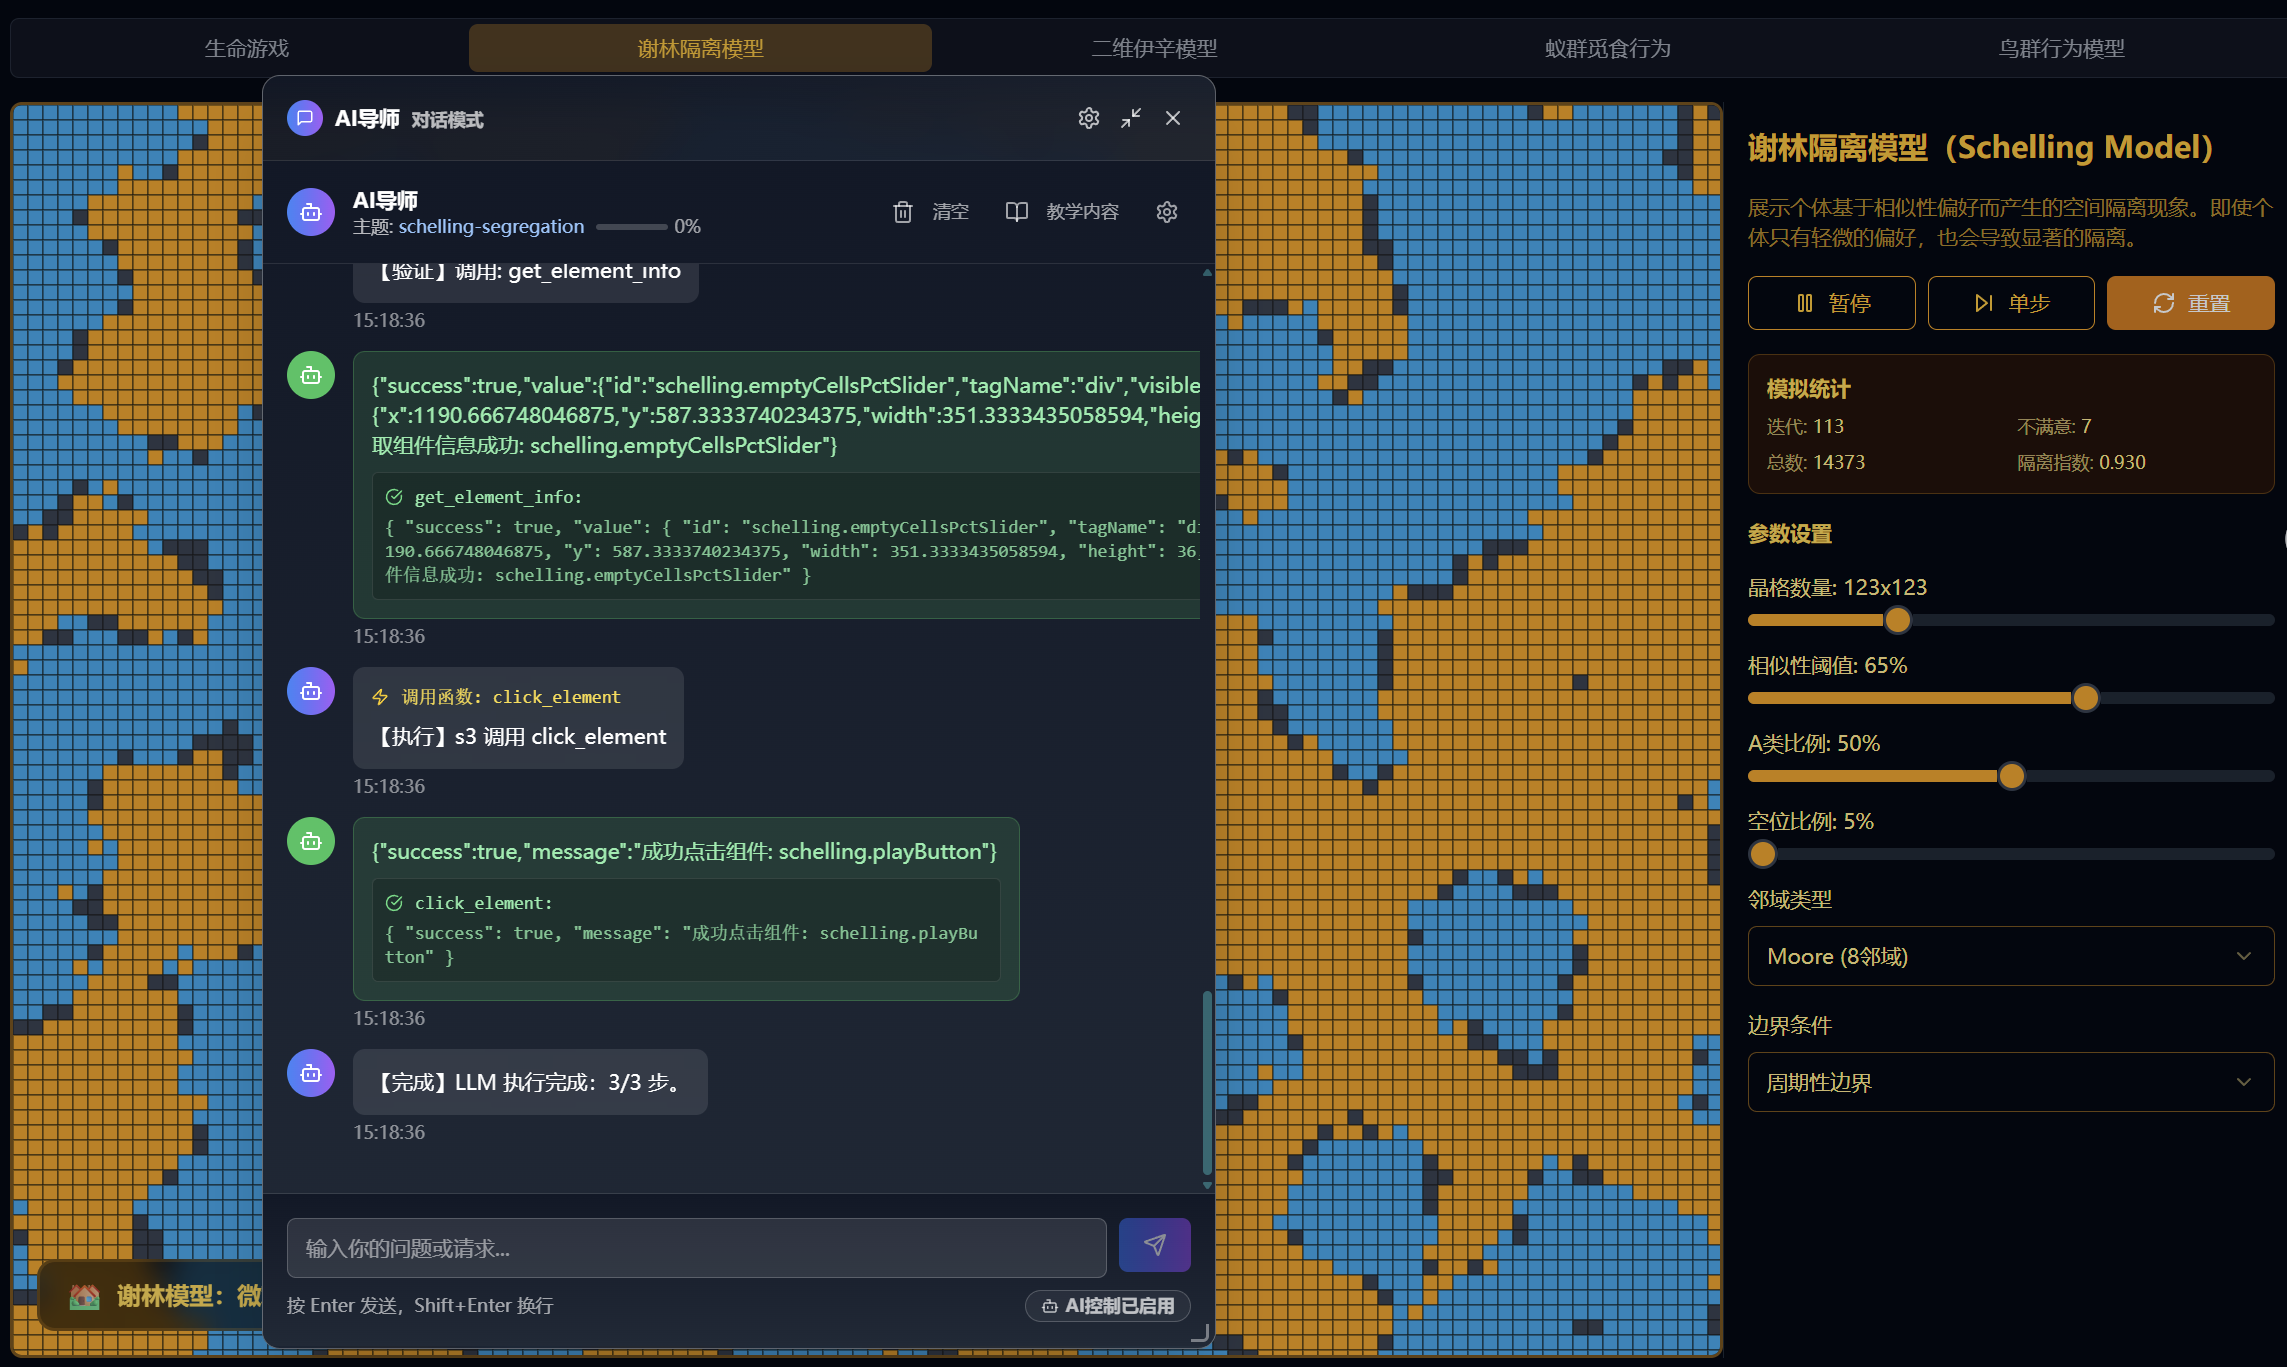 生命游戏
谢林隔离模型
二维伊辛模型
蚁群觅食行为
鸟群行为模型
AI导师 对话模式
AI导师
主题: schelling-segregation 0%
清空
教学内容
【验证】调用: get_element_info
15:18:36
{"success":true,"value":{"id":"schelling.emptyCellsPctSlider","tagName":"div","visible
{"x":1190.666748046875,"y":587.3333740234375,"width":351.3333435058594,"heig
取组件信息成功: schelling.emptyCellsPctSlider"}
get_element_info:
{ "success": true, "value": { "id": "schelling.emptyCellsPctSlider", "tagName": "di
190.666748046875, "y": 587.3333740234375, "width": 351.3333435058594, "height": 36,
件信息成功: schelling.emptyCellsPctSlider" }
15:18:36
调用函数: click_element
【执行】s3 调用 click_element
15:18:36
{"success":true,"message":"成功点击组件: schelling.playButton"}
click_element:
{ "success": true, "message": "成功点击组件: schelling.playBu
tton" }
15:18:36
【完成】LLM 执行完成：3/3 步。
15:18:36
输入你的问题或请求...
按 Enter 发送，Shift+Enter 换行
AI控制已启用
谢林模型：微
谢林隔离模型（Schelling Model）
展示个体基于相似性偏好而产生的空间隔离现象。即使个
体只有轻微的偏好，也会导致显著的隔离。
暂停
单步
重置
模拟统计
迭代: 113
不满意: 7
总数: 14373
隔离指数: 0.930
参数设置
晶格数量: 123x123
相似性阈值: 65%
A类比例: 50%
空位比例: 5%
邻域类型
Moore (8邻域)
边界条件
周期性边界